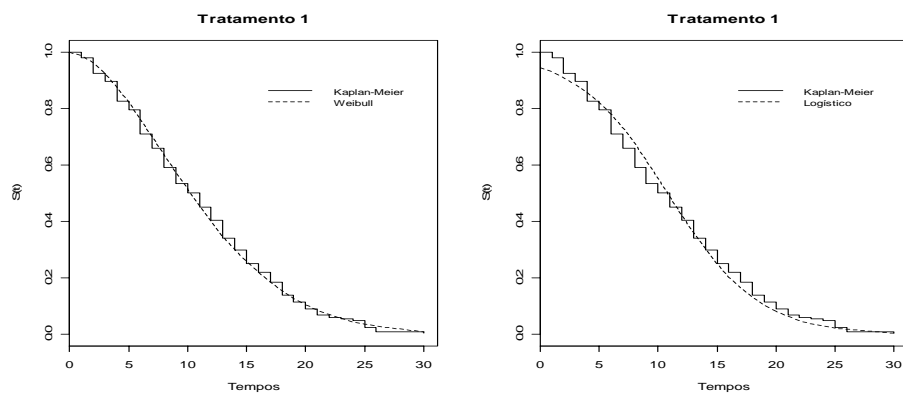 Tratamento 1
S(t)
1.0
0.8
0.6
0.4
0.2
0.0
Kaplan-Meier
Weibull
0 5 10 15 20 25 30
Tempos
Tratamento 1
S(t)
1.0
0.8
0.6
0.4
0.2
0.0
Kaplan-Meier
Logístico
0 5 10 15 20 25 30
Tempos